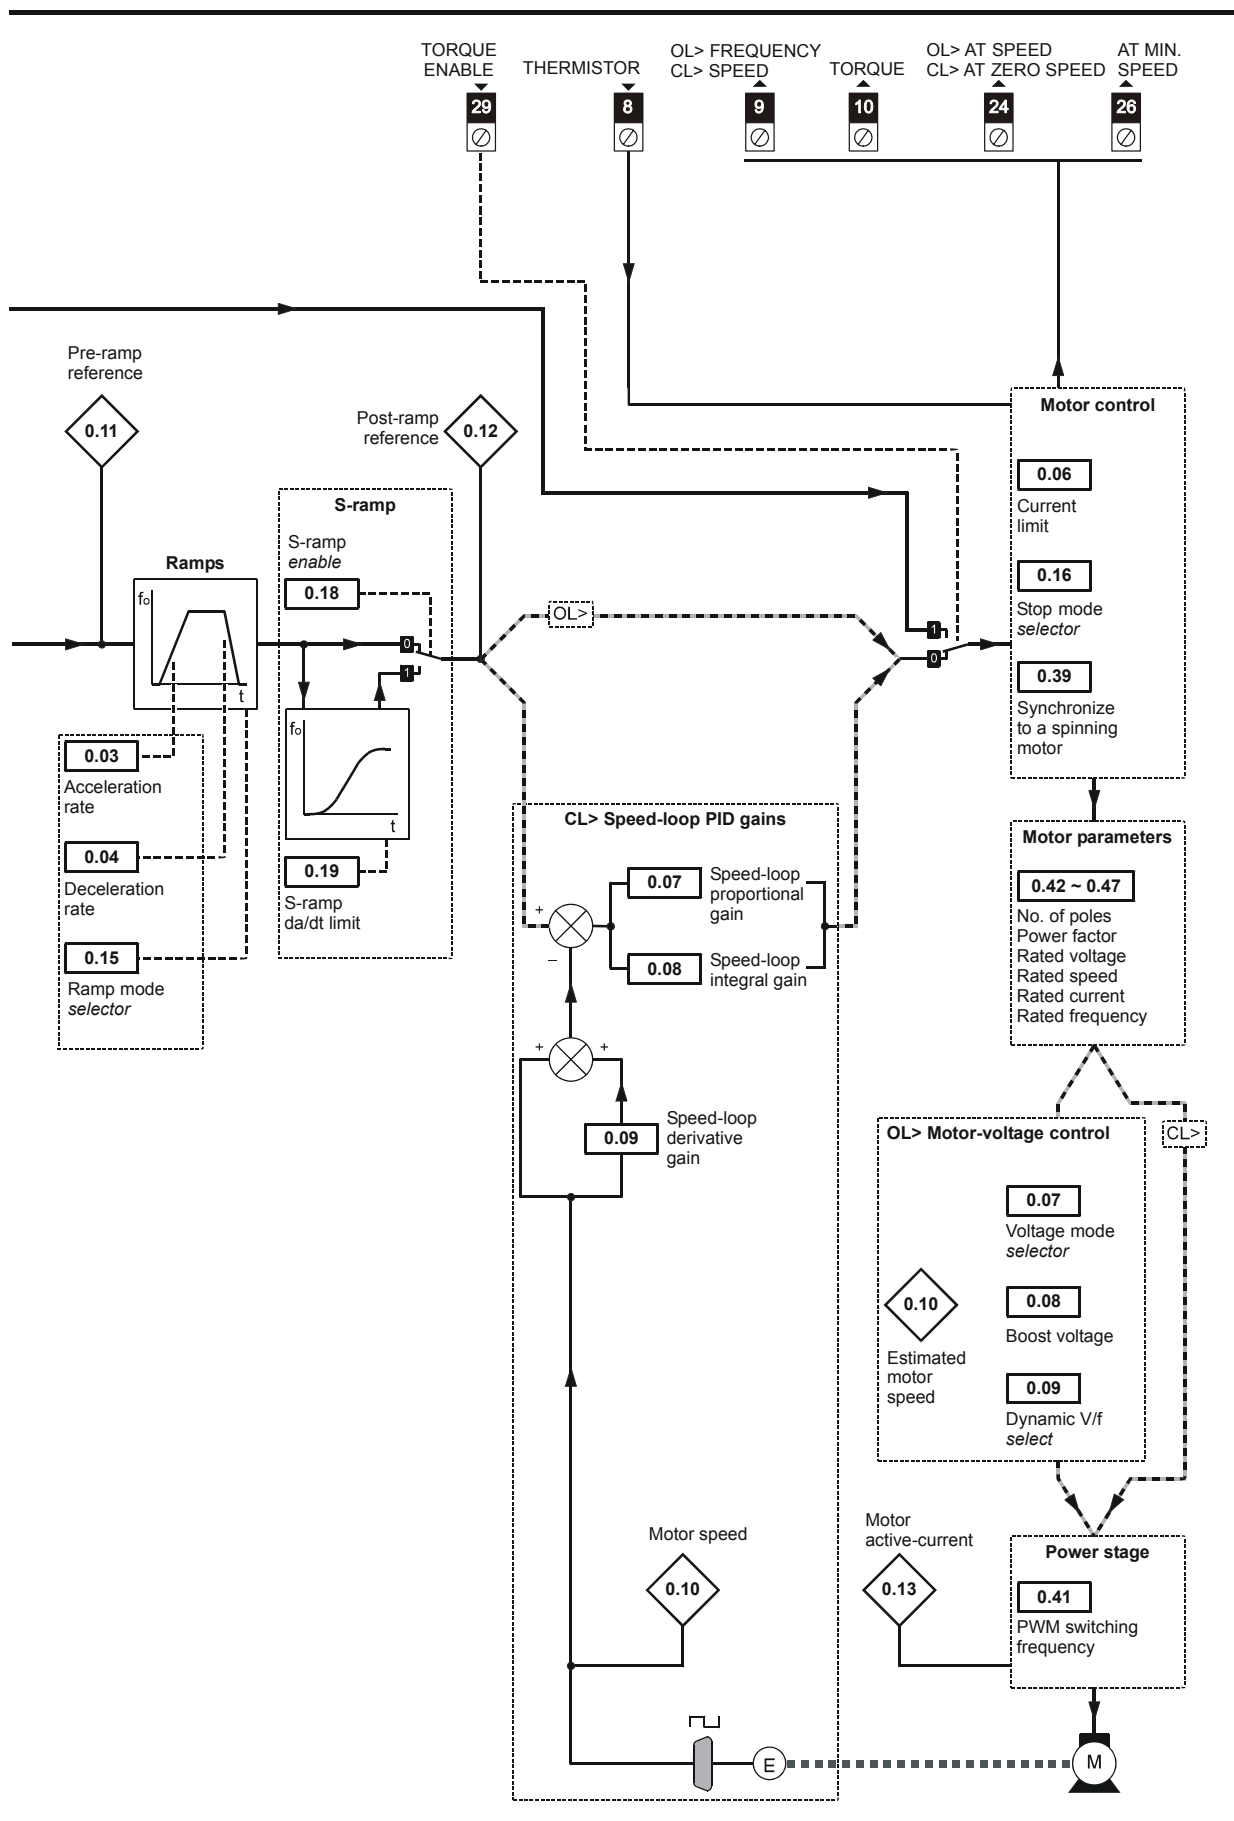 TORQUE
ENABLE
THERMISTOR
OL> FREQUENCY
CL> SPEED
TORQUE
OL> AT SPEED
CL> AT ZERO SPEED
AT MIN.
SPEED
29
8
9
10
24
26
Pre-ramp
reference
0.11
Post-ramp
reference
0.12
Motor control
0.06
Current
limit
0.16
Stop mode
selector
0.39
Synchronize
to a spinning
motor
S-ramp
S-ramp
enable
0.18
Ramps
fo
t
0
1
OL>
1
0
fo
t
0.03
Acceleration
rate
0.04
Deceleration
rate
0.15
Ramp mode
selector
0.19
S-ramp
da/dt limit
CL> Speed-loop PID gains
0.07
Speed-loop
proportional
gain
+
–
0.08
Speed-loop
integral gain
+
+
0.09
Speed-loop
derivative
gain
Motor parameters
0.42 ~ 0.47
No. of poles
Power factor
Rated voltage
Rated speed
Rated current
Rated frequency
OL> Motor-voltage control
CL>
0.07
Voltage mode
selector
0.10
Estimated
motor
speed
0.08
Boost voltage
0.09
Dynamic V/f
select
Motor speed
0.10
Motor
active-current
0.13
Power stage
0.41
PWM switching
frequency
E
M